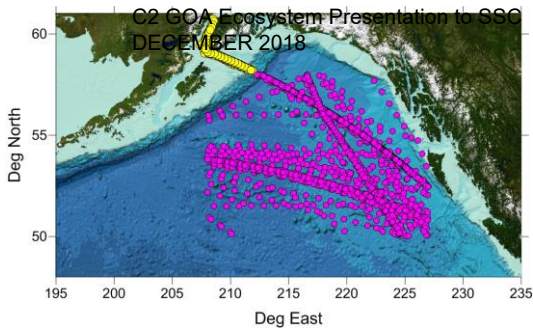 C2 GOA Ecosystem Presentation to SSC
DECEMBER 2018
60
55
50
Deg North
195 200 205 210 215 220 225 230 235
Deg East